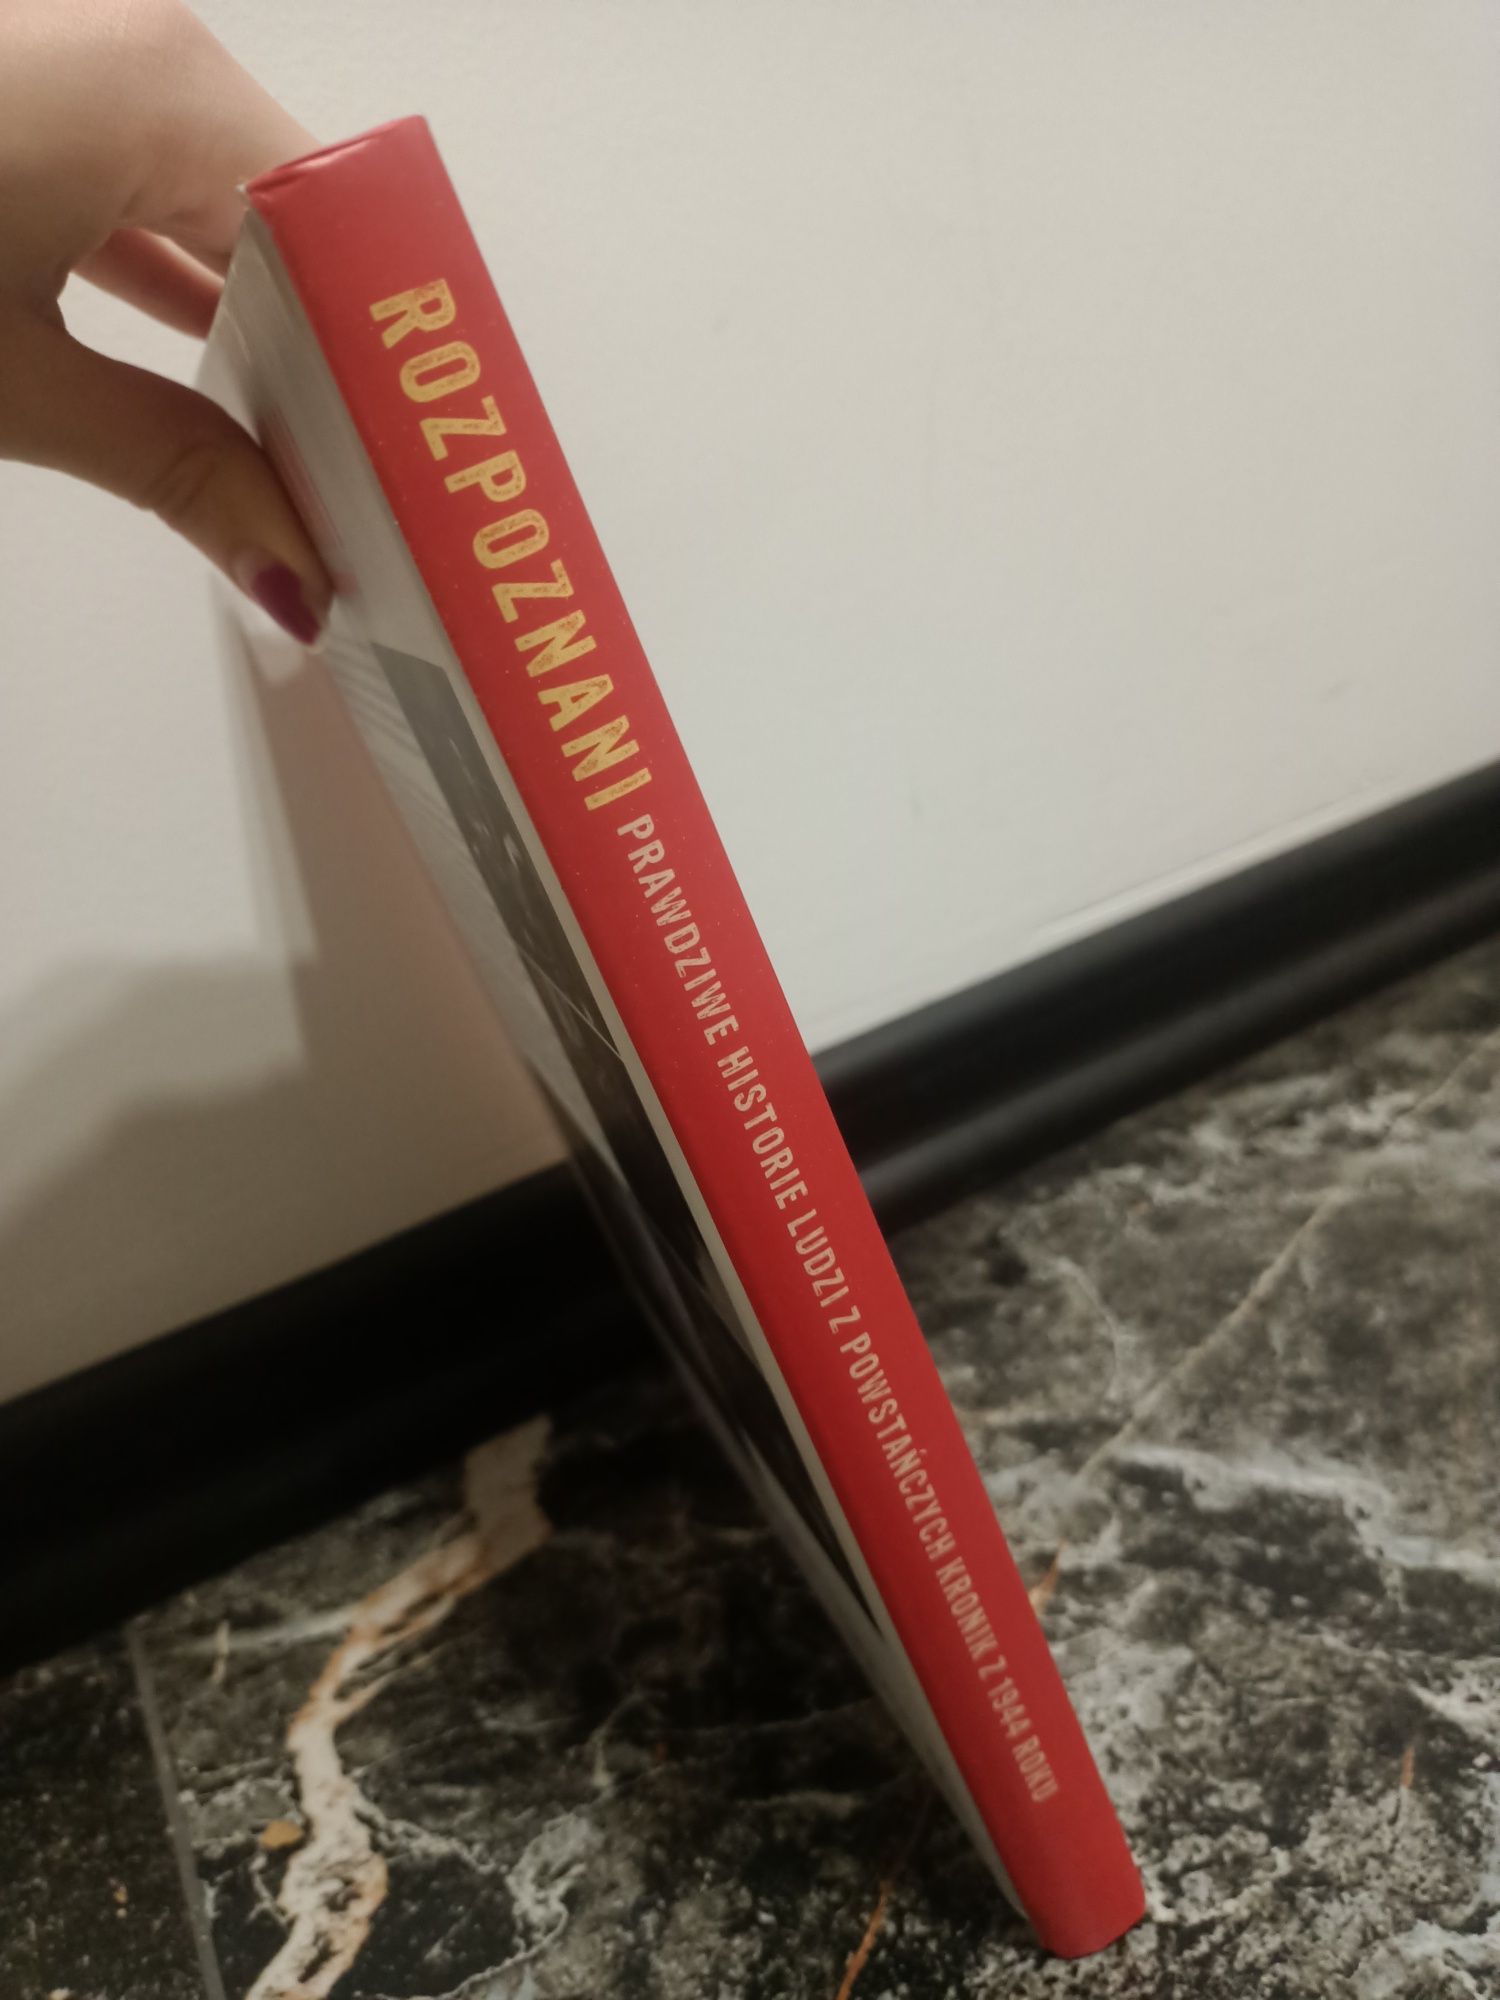 ROZPOZNANI PRAWDZIWE HISTORIE LUDZI Z POWSTAŃCZYCH KRONIK Z 1944 ROKU